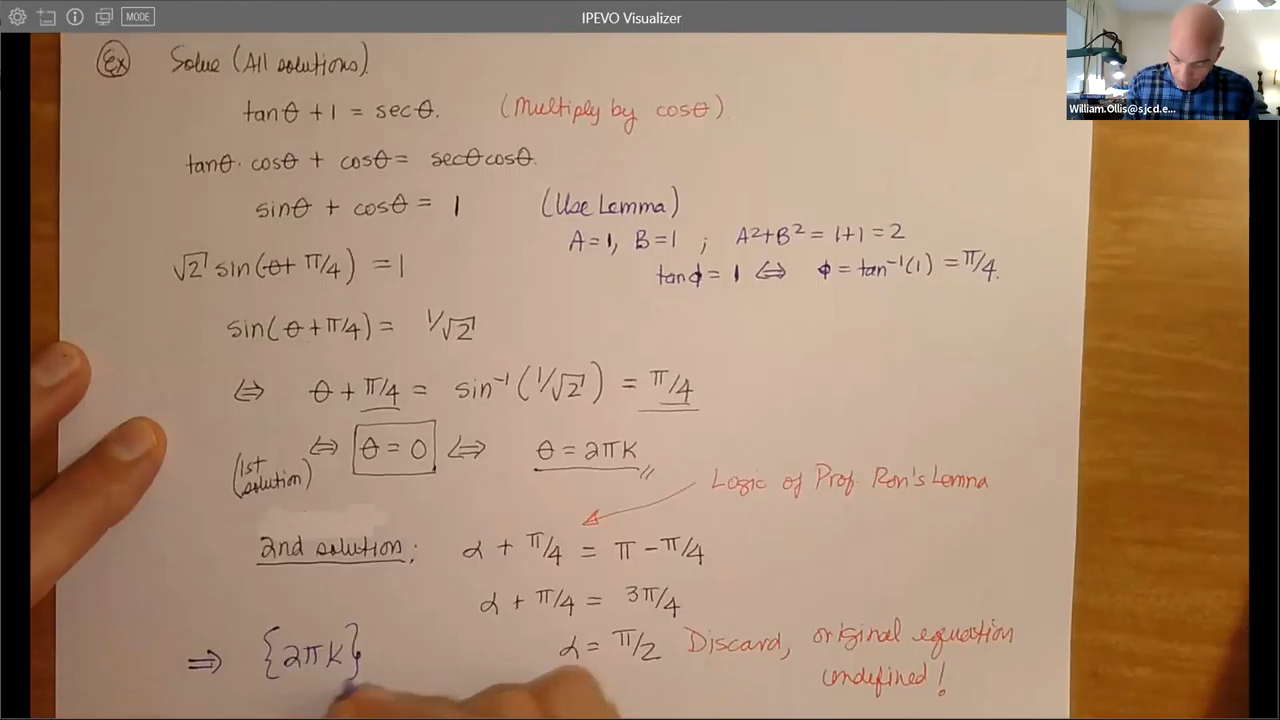 MODE
IPEVO Visualizer
William.Ollis@sjcd.e...
Ex Solve (All solutions).
tanθ + 1 = secθ. (Multiply by cosθ).
tanθ · cosθ + cosθ = secθcosθ.
sinθ + cosθ = 1 (Use Lemma)
A=1, B=1 ; A²+B² = 1+1 = 2
√2 sin(θ+ π/4) = 1
tanϕ = 1 ⇔ ϕ = tan⁻¹(1) = π/4.
sin(θ+π/4) = 1/√2
⇔ θ + π/4 = sin⁻¹(1/√2) = π/4
(1st solution) ⇔ θ = 0 ⇔ θ = 2πk
Logic of Prof Ron's Lemma
2nd solution; α + π/4 = π - π/4
α + π/4 = 3π/4
⇒ {2πk}
α = π/2 Discard, original equation
undefined!